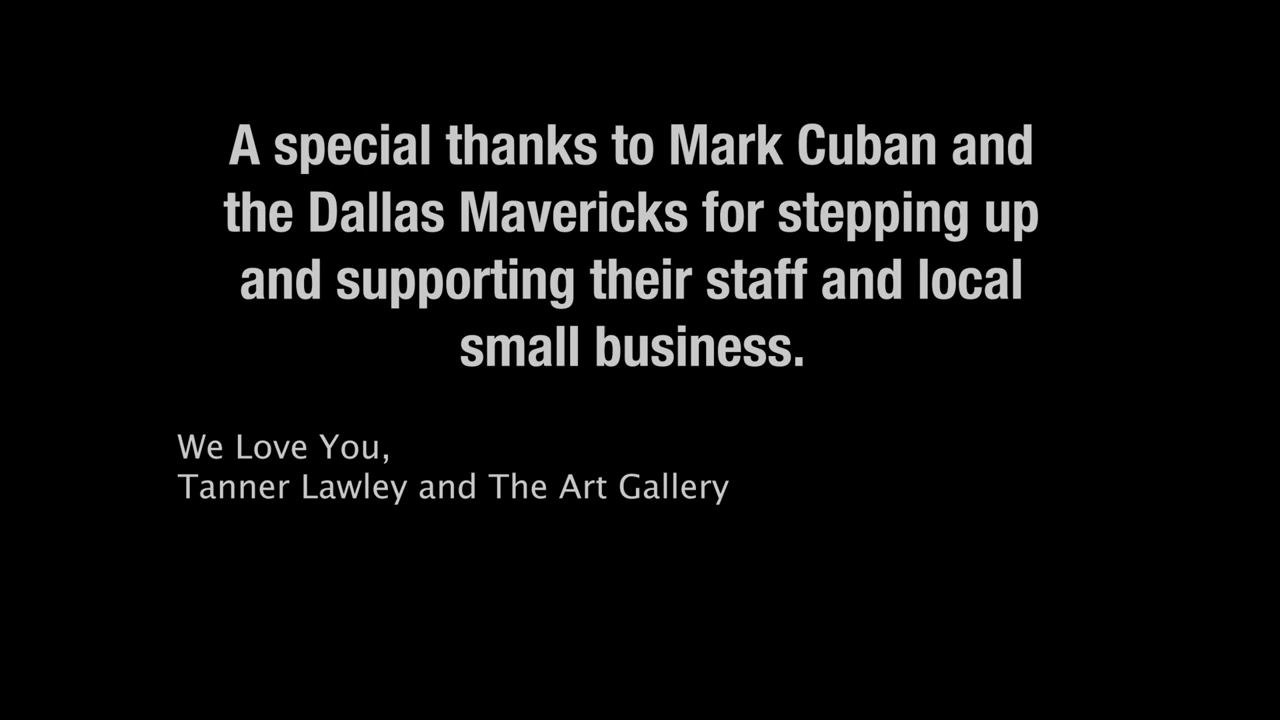 A special thanks to Mark Cuban and
the Dallas Mavericks for stepping up
and supporting their staff and local
small business.
We Love You,
Tanner Lawley and The Art Gallery